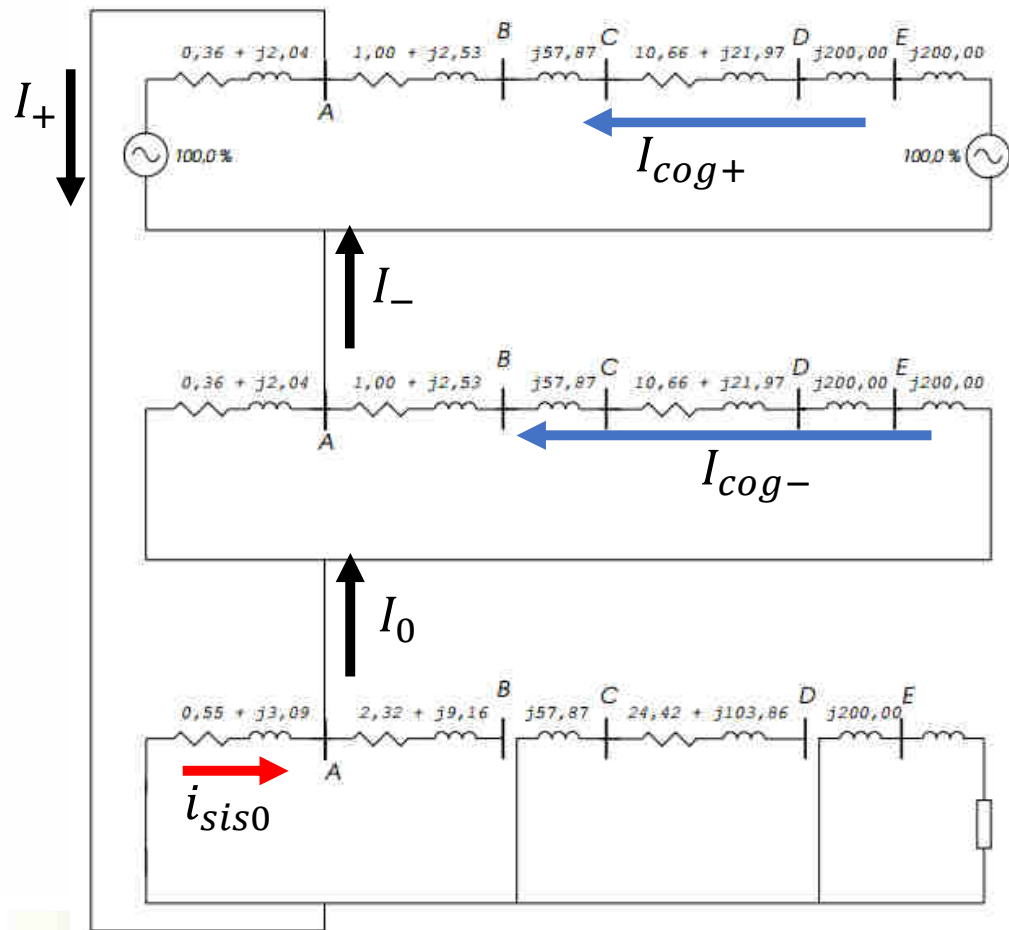 B C D E
0,36 + j2,04 1,00 + j2,53 j57,87 10,66 + j21,97 j200,00 j200,00
I+
A
Icog+
100,0 % 100,0 %
I−
B C D E
0,36 + j2,04 1,00 + j2,53 j57,87 10,66 + j21,97 j200,00 j200,00
A
Icog−
I0
B C D E
0,55 + j3,09 2,32 + j9,16 j57,87 24,42 + j103,86 j200,00
A
isis0